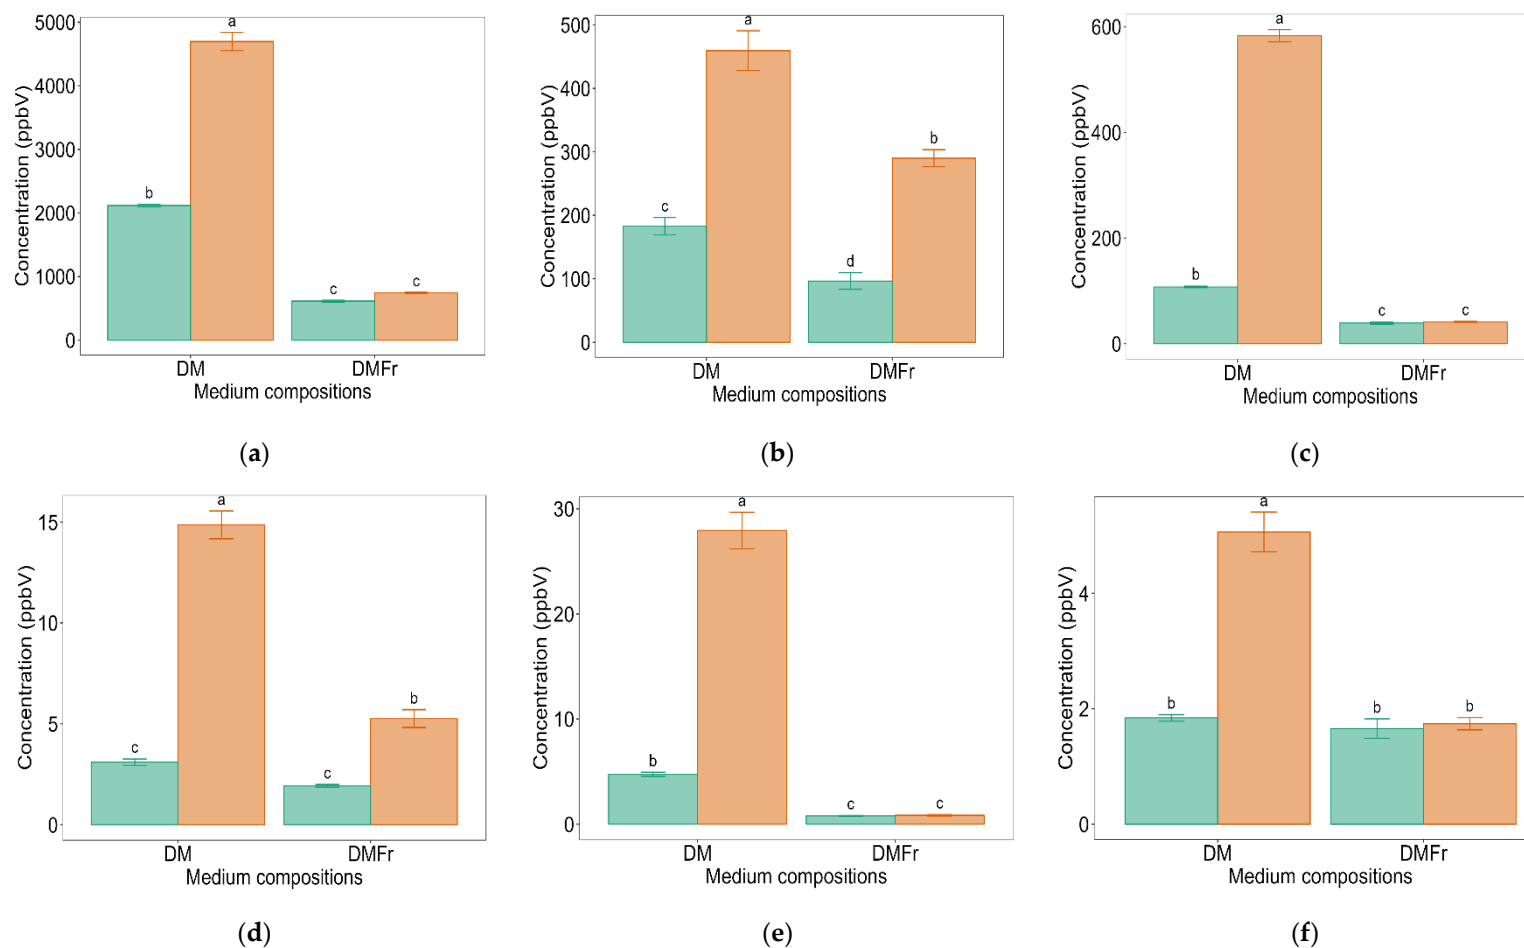 5000
4000
3000
2000
1000
0
Concentration (ppbV)
a
b
c
c
DM
DMFr
Medium compositions
(a)
500
400
300
200
100
0
Concentration (ppbV)
a
b
c
d
DM
DMFr
Medium compositions
(b)
600
400
200
0
Concentration (ppbV)
a
b
c
c
DM
DMFr
Medium compositions
(c)
15
10
5
0
Concentration (ppbV)
a
b
c
c
DM
DMFr
Medium compositions
(d)
30
20
10
0
Concentration (ppbV)
a
b
c
c
DM
DMFr
Medium compositions
(e)
4
2
0
Concentration (ppbV)
a
b
b
b
DM
DMFr
Medium compositions
(f)